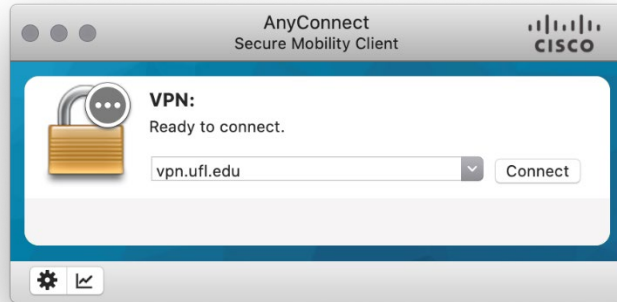 AnyConnect
Secure Mobility Client
CISCO
VPN:
Ready to connect.
vpn.ufl.edu
Connect